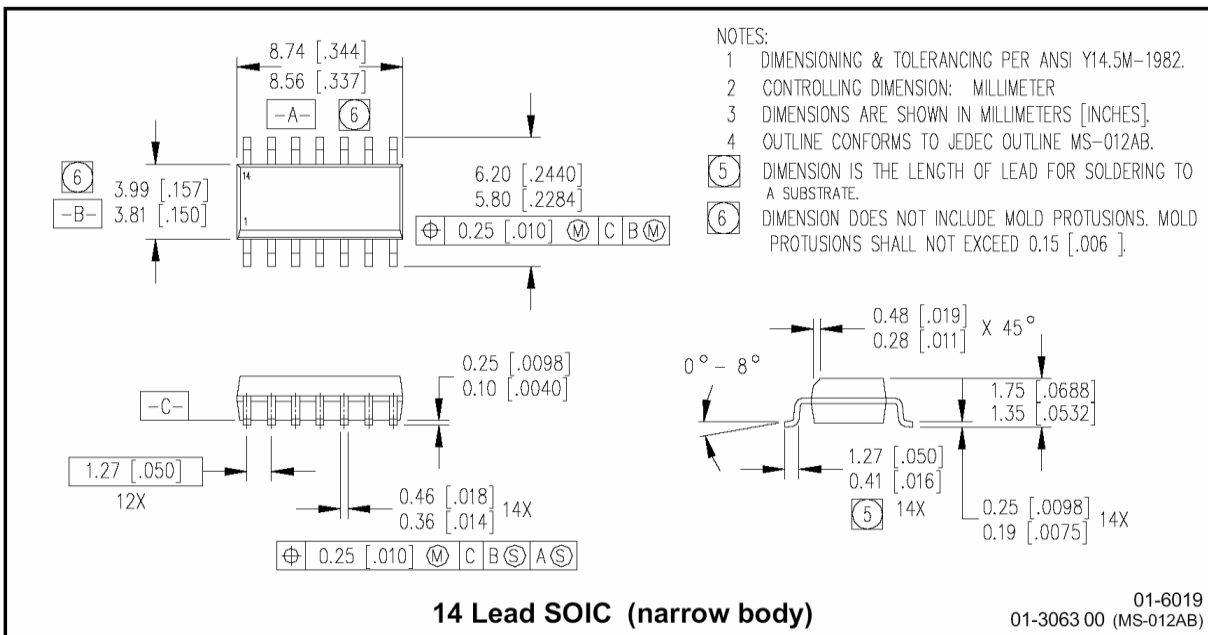 8.74 [.344]
8.56 [.337]
-A- 6
14
1
6
3.99 [.157]
-B- 3.81 [.150]
6.20 [.2440]
5.80 [.2284]
⌖ 0.25 [.010] Ⓜ C B Ⓜ
NOTES:
1 DIMENSIONING & TOLERANCING PER ANSI Y14.5M-1982.
2 CONTROLLING DIMENSION: MILLIMETER
3 DIMENSIONS ARE SHOWN IN MILLIMETERS [INCHES].
4 OUTLINE CONFORMS TO JEDEC OUTLINE MS-012AB.
5 DIMENSION IS THE LENGTH OF LEAD FOR SOLDERING TO
A SUBSTRATE.
6 DIMENSION DOES NOT INCLUDE MOLD PROTUSIONS. MOLD
PROTUSIONS SHALL NOT EXCEED 0.15 [.006 ].
0.25 [.0098]
0.10 [.0040]
-C-
1.27 [.050]
12X
0.46 [.018]
0.36 [.014] 14X
⌖ 0.25 [.010] Ⓜ C B Ⓢ A Ⓢ
0.48 [.019]
0.28 [.011] X 45°
0° - 8°
1.75 [.0688]
1.35 [.0532]
1.27 [.050]
0.41 [.016]
5 14X
0.25 [.0098]
0.19 [.0075] 14X
14 Lead SOIC (narrow body)
01-6019
01-3063 00 (MS-012AB)